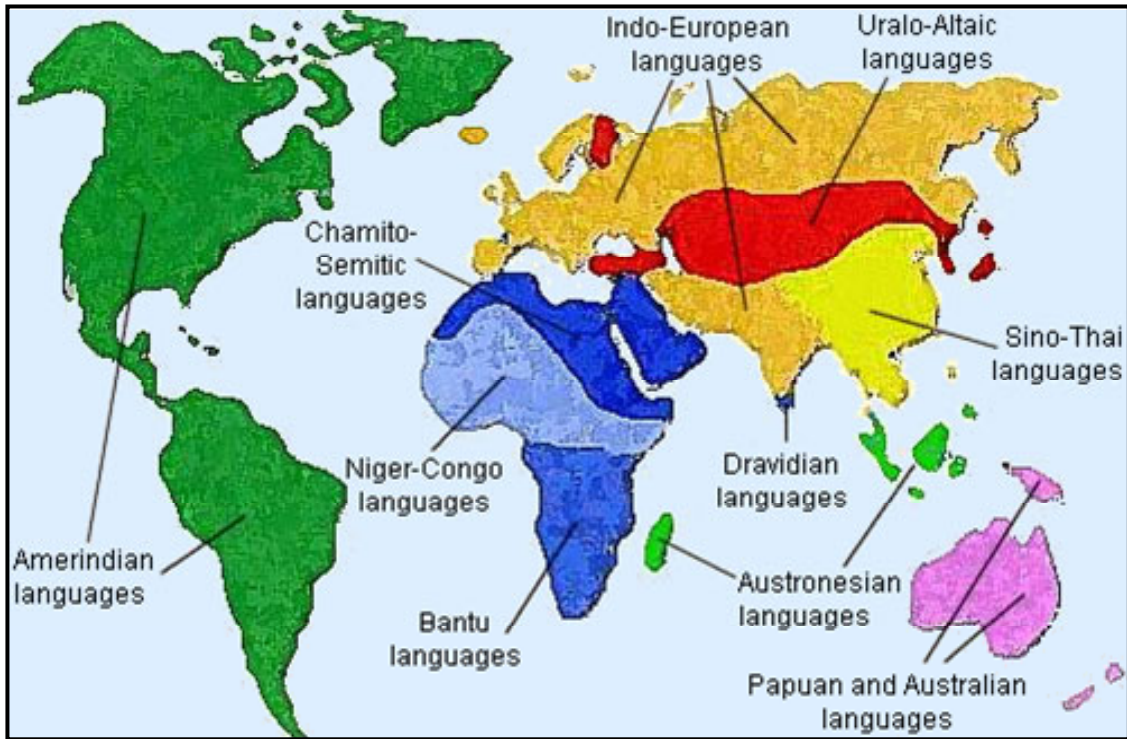 Indo-European
languages
Uralo-Altaic
languages
Chamito-
Semitic
languages
Sino-Thai
languages
Niger-Congo
languages
Dravidian
languages
Amerindian
languages
Austronesian
languages
Bantu
languages
Papuan and Australian
languages